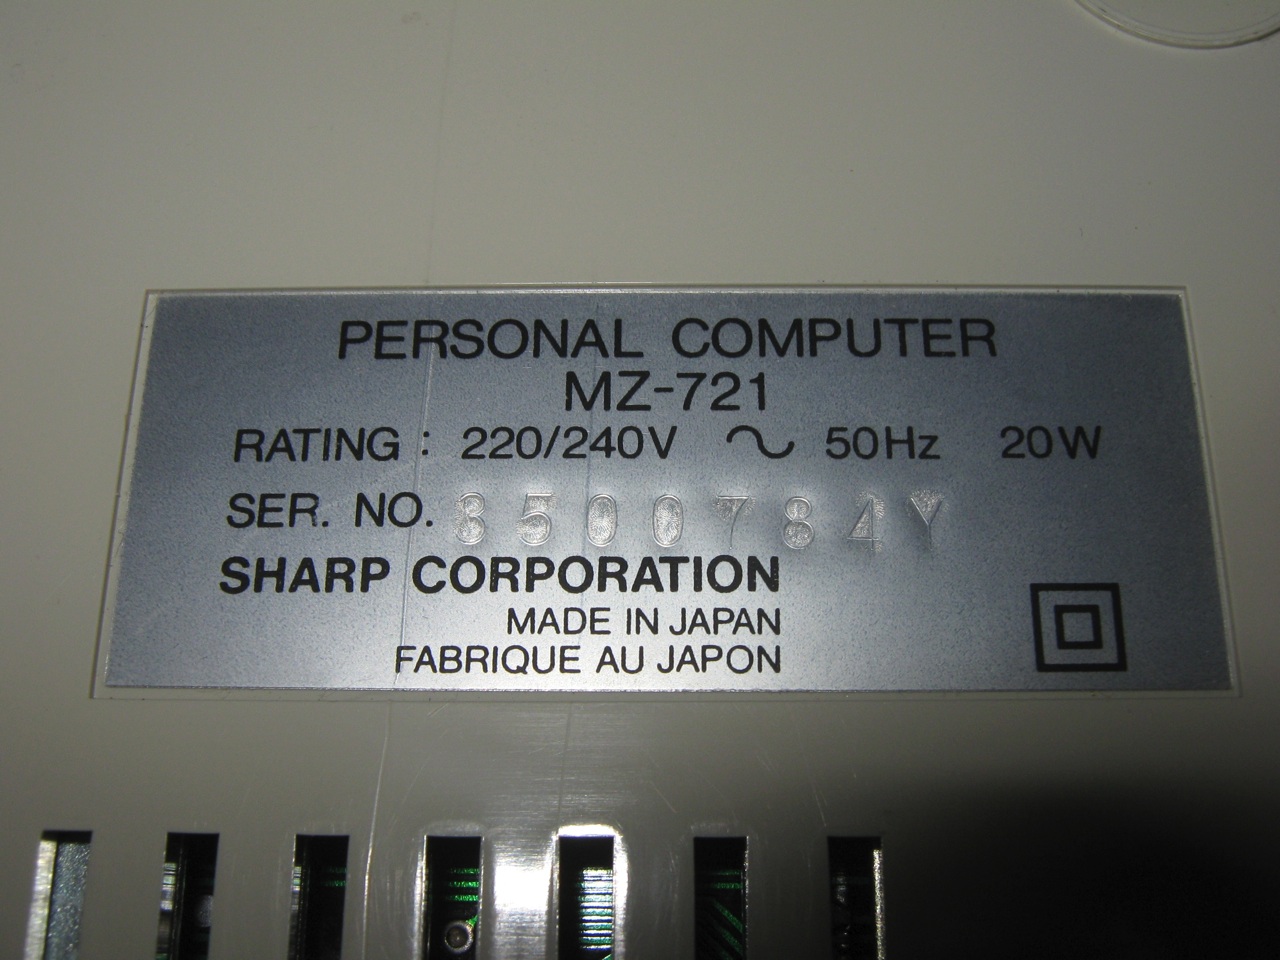 PERSONAL COMPUTER
MZ-721
RATING : 220/240V ∿ 50Hz 20W
SER. NO. 3500784Y
SHARP CORPORATION
MADE IN JAPAN
FABRIQUE AU JAPON